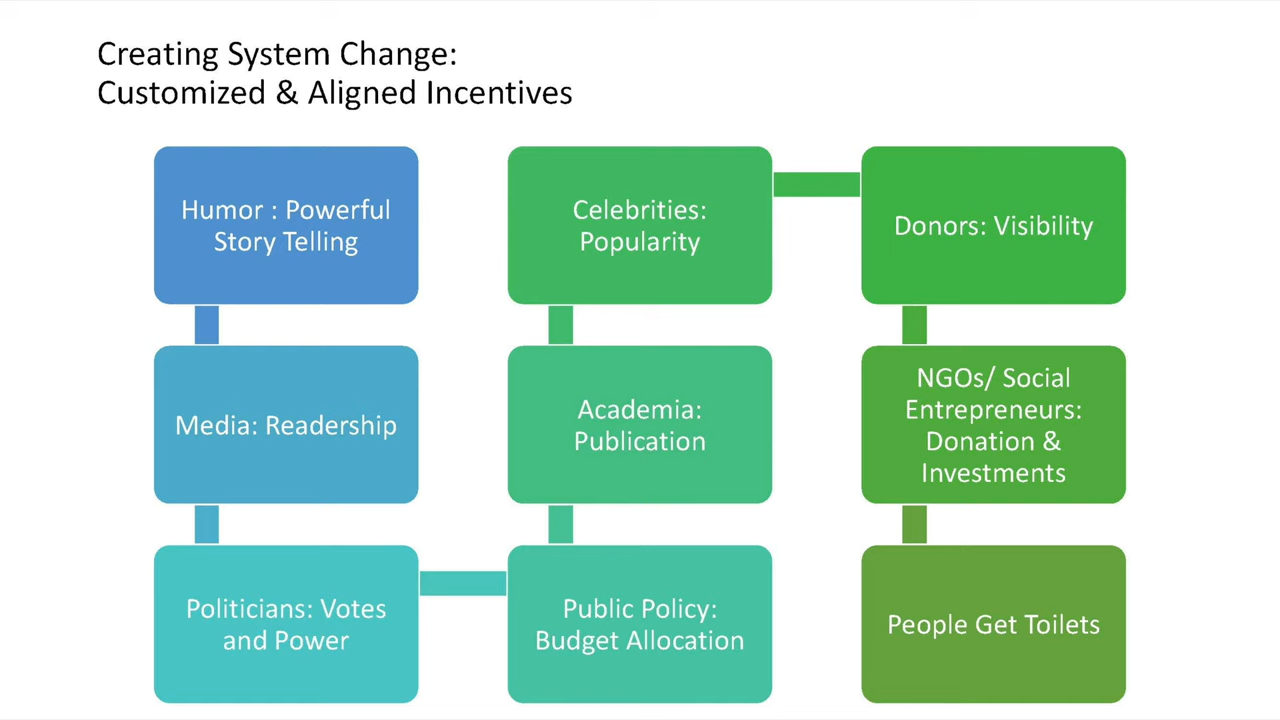 Creating System Change:
Customized & Aligned Incentives
Humor : Powerful
Story Telling
Media: Readership
Politicians: Votes
and Power
Public Policy:
Budget Allocation
Academia:
Publication
Celebrities:
Popularity
Donors: Visibility
NGOs/ Social
Entrepreneurs:
Donation &
Investments
People Get Toilets